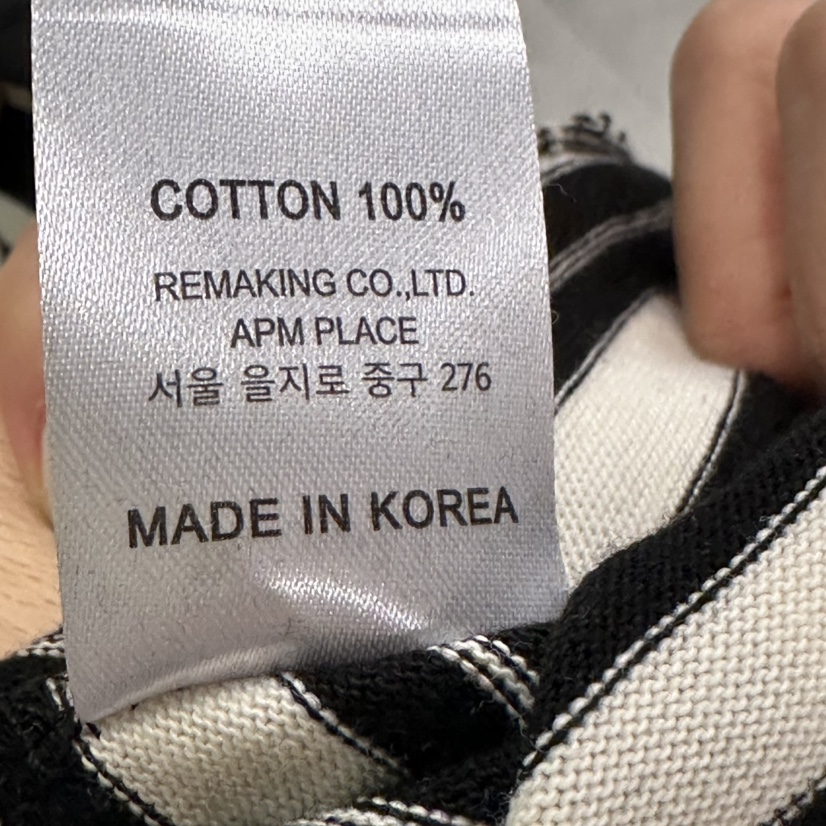 COTTON 100%
REMAKING CO.,LTD.
APM PLACE
서울 을지로 중구 276
MADE IN KOREA